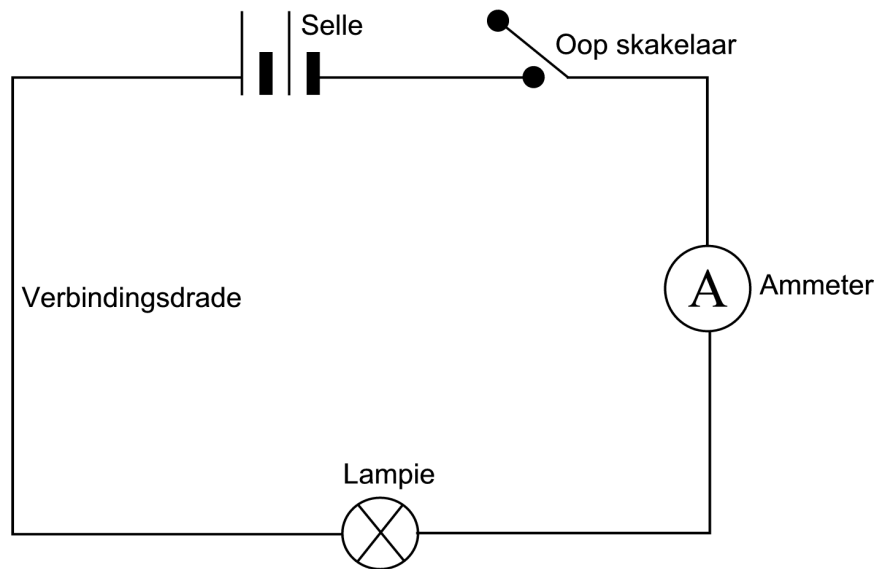 Selle
Oop skakelaar
Verbindingsdrade
A
Ammeter
Lampie